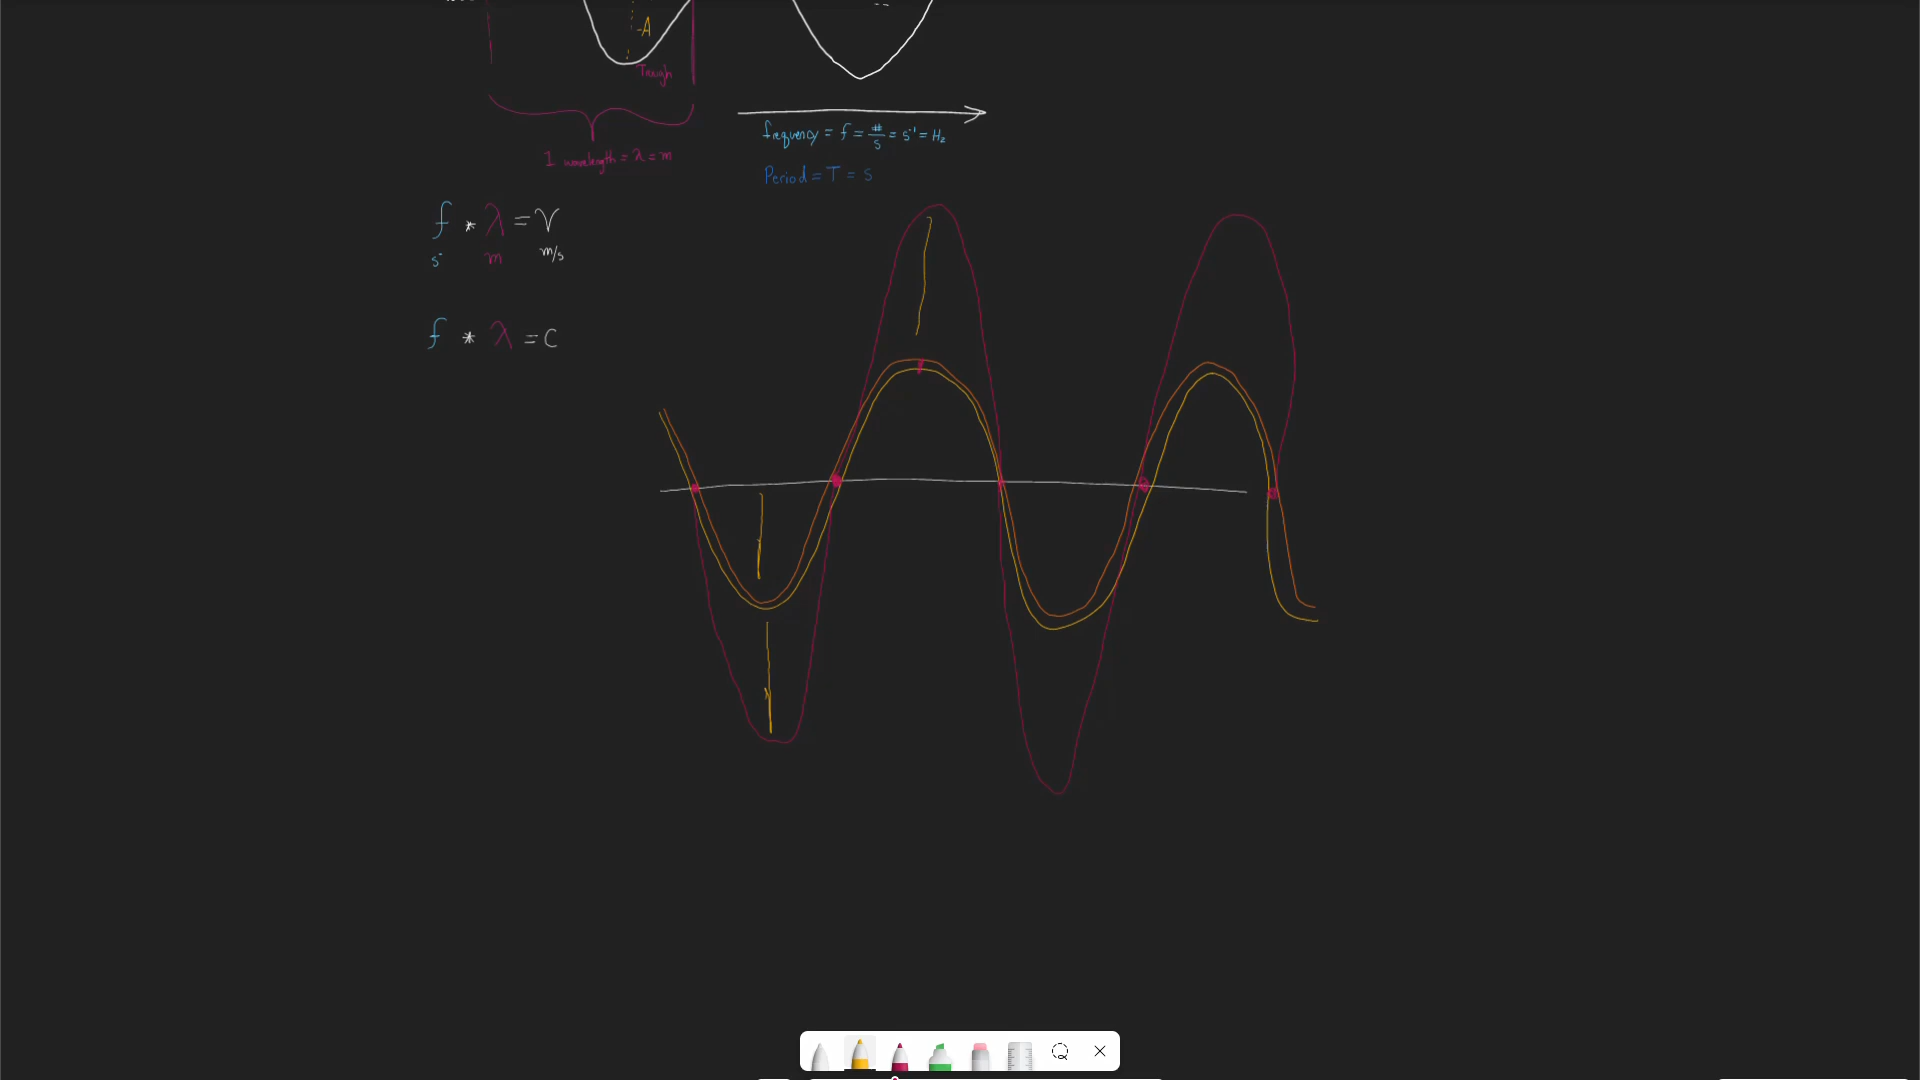 -A
Trough
frequency = f = #/s = s⁻¹ = Hz
1 wavelength = λ = m
Period = T = s
f * λ = V
s⁻ m m/s
f * λ = C